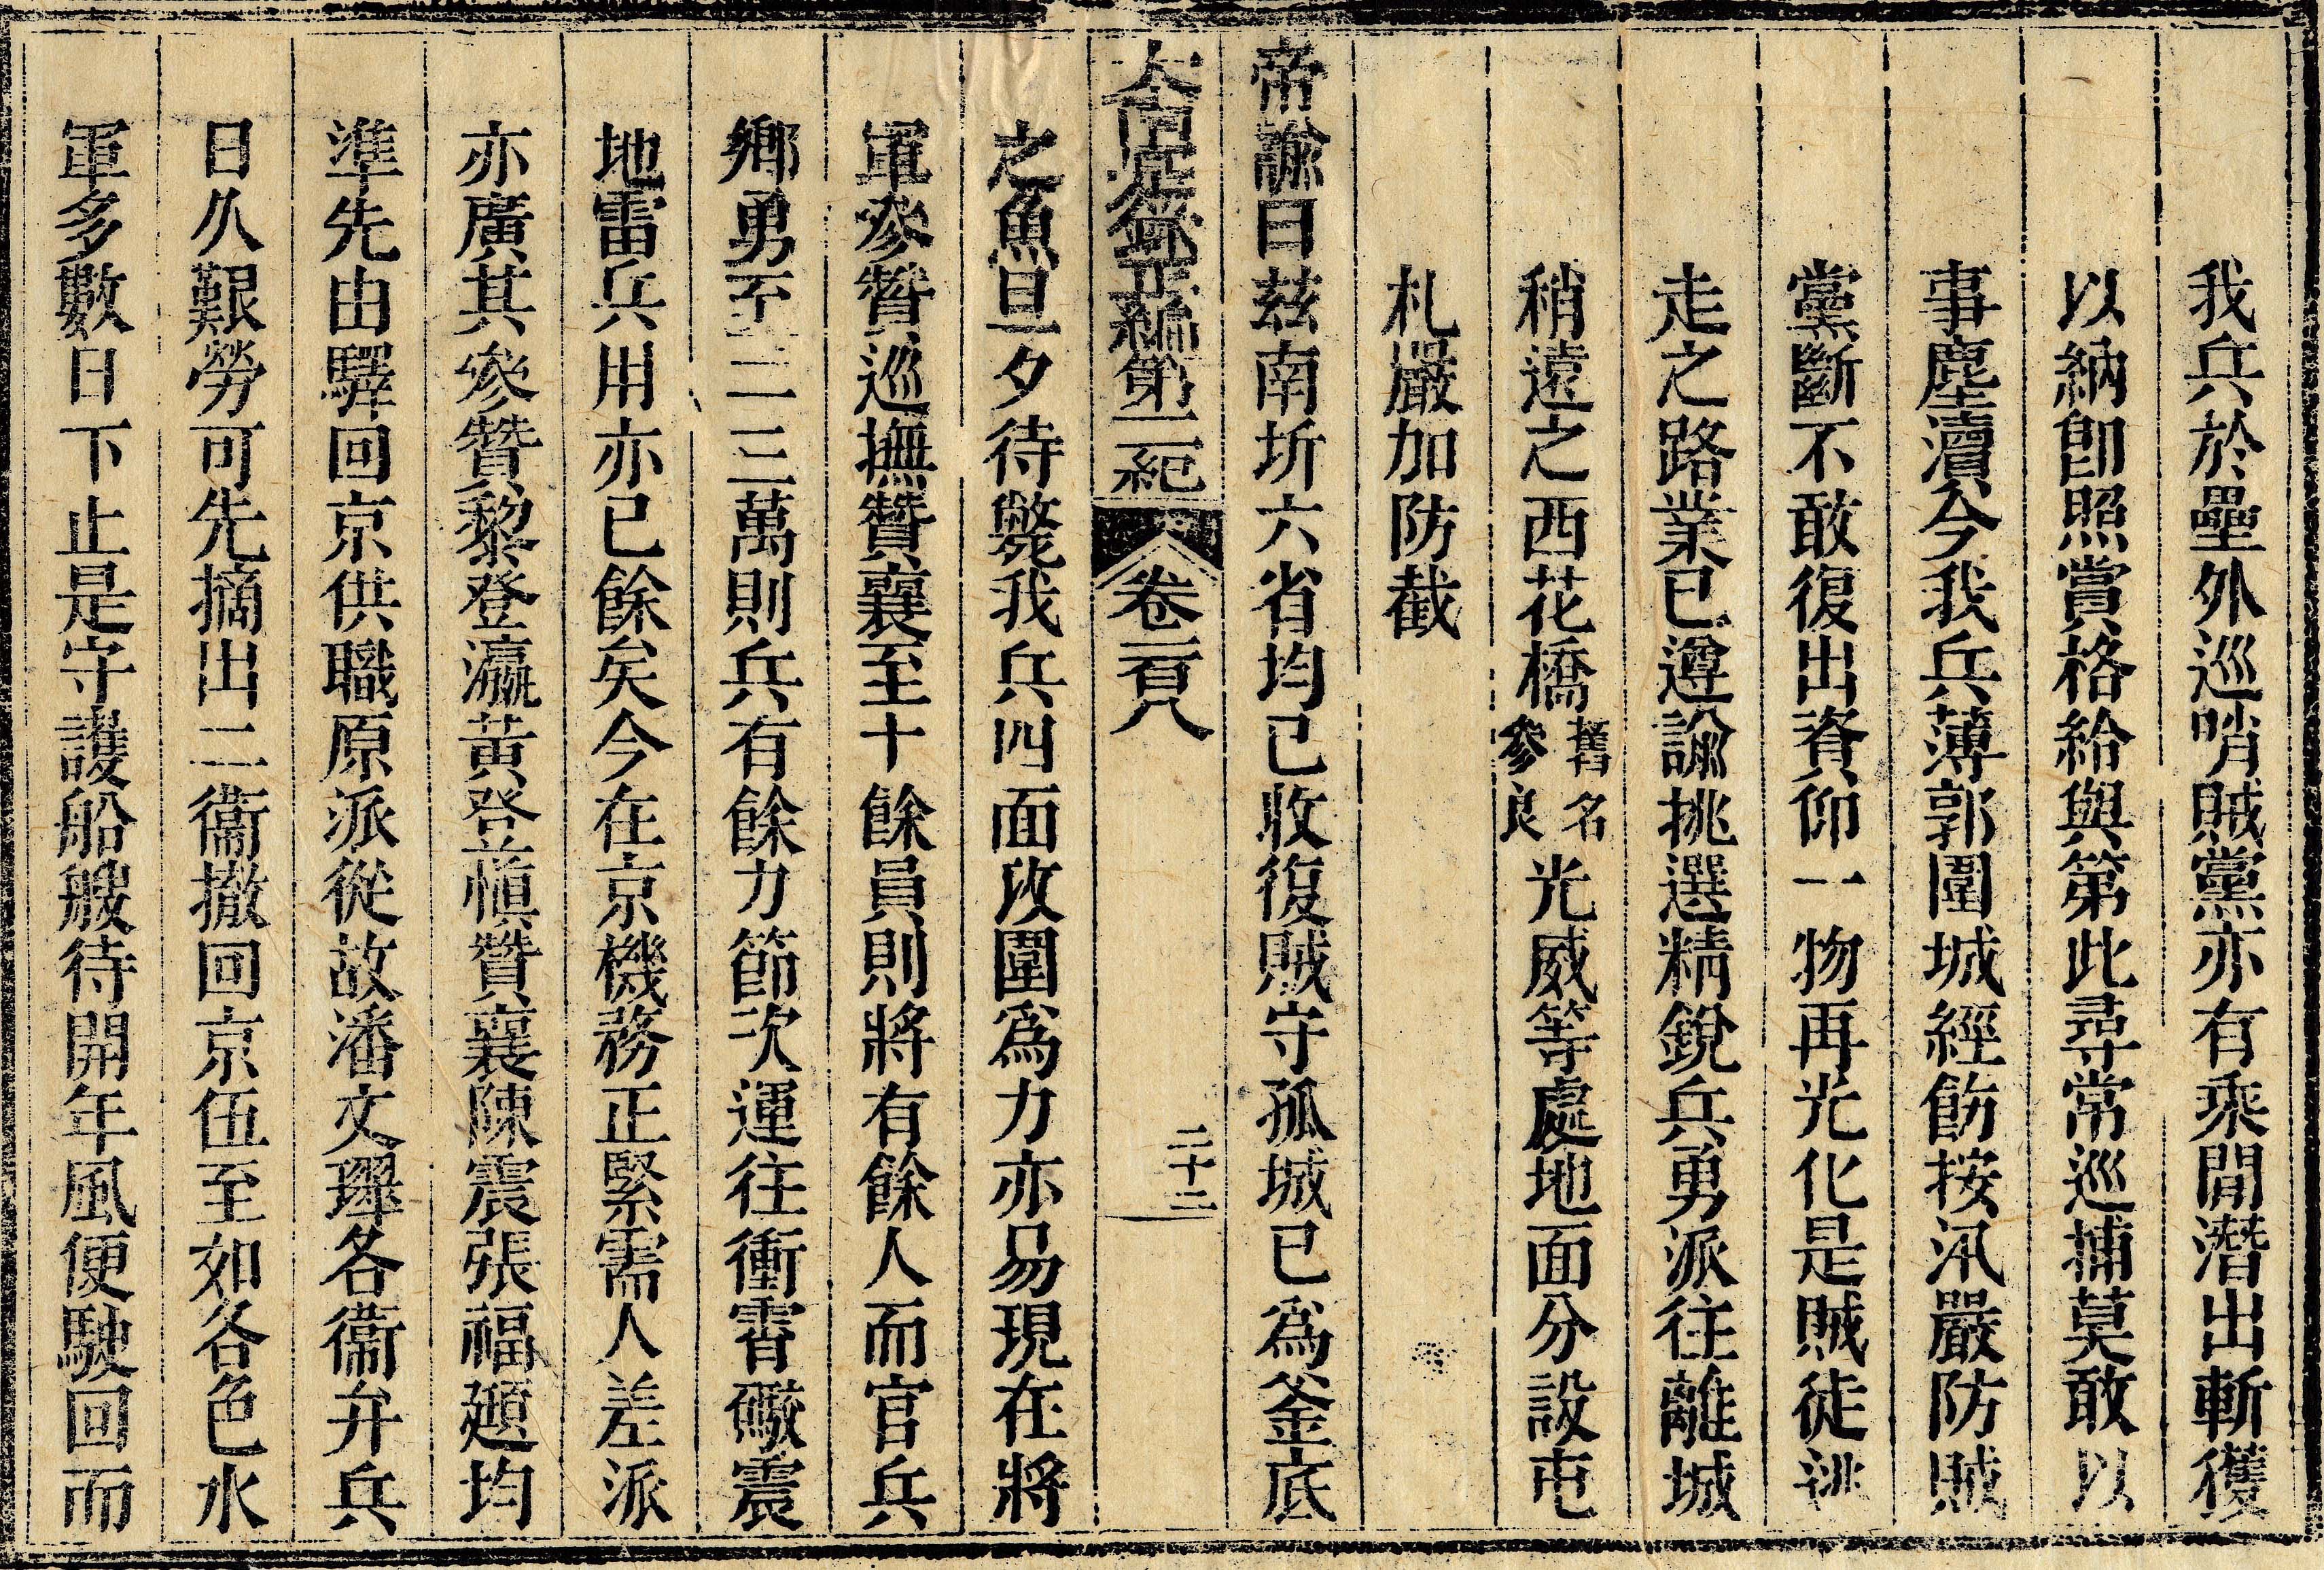 我兵於壘外巡哨賊黨亦有乘間潛出斬獲
以納卽照賞格給與第此尋常巡捕莫敢以
事塵瀆今我兵薄郭圍城經飭按汛嚴防賊
黨斷不敢復出資仰一物再光化是賊徒逃
走之路業已遵諭挑選精銳兵勇派往離城
稍遠之西花橋舊名參良光威等處地面分設屯
札嚴加防截
帝諭曰兹南圻六省均已收復賊守孤城已爲釜底
大南寔錄正編第二紀 卷二百八 二十二
之魚旦夕待斃我兵四面攻圍爲力亦易現在將
軍參贊巡撫贊襄至十餘員則將有餘人而官兵
鄉勇至二三萬則兵有餘力節次運往衝霄礮震
地雷兵用亦已餘矣今在京機務正緊需人差派
亦廣其參贊黎登瀛黃登慎贊襄陳震張福㔽均
準先由驛回京供職原派從故潘文璻各衞弁兵
日久艱勞可先摘出二衞撤回京伍至如各色水
軍多數日下止是守護船艘待開年風便駛回而